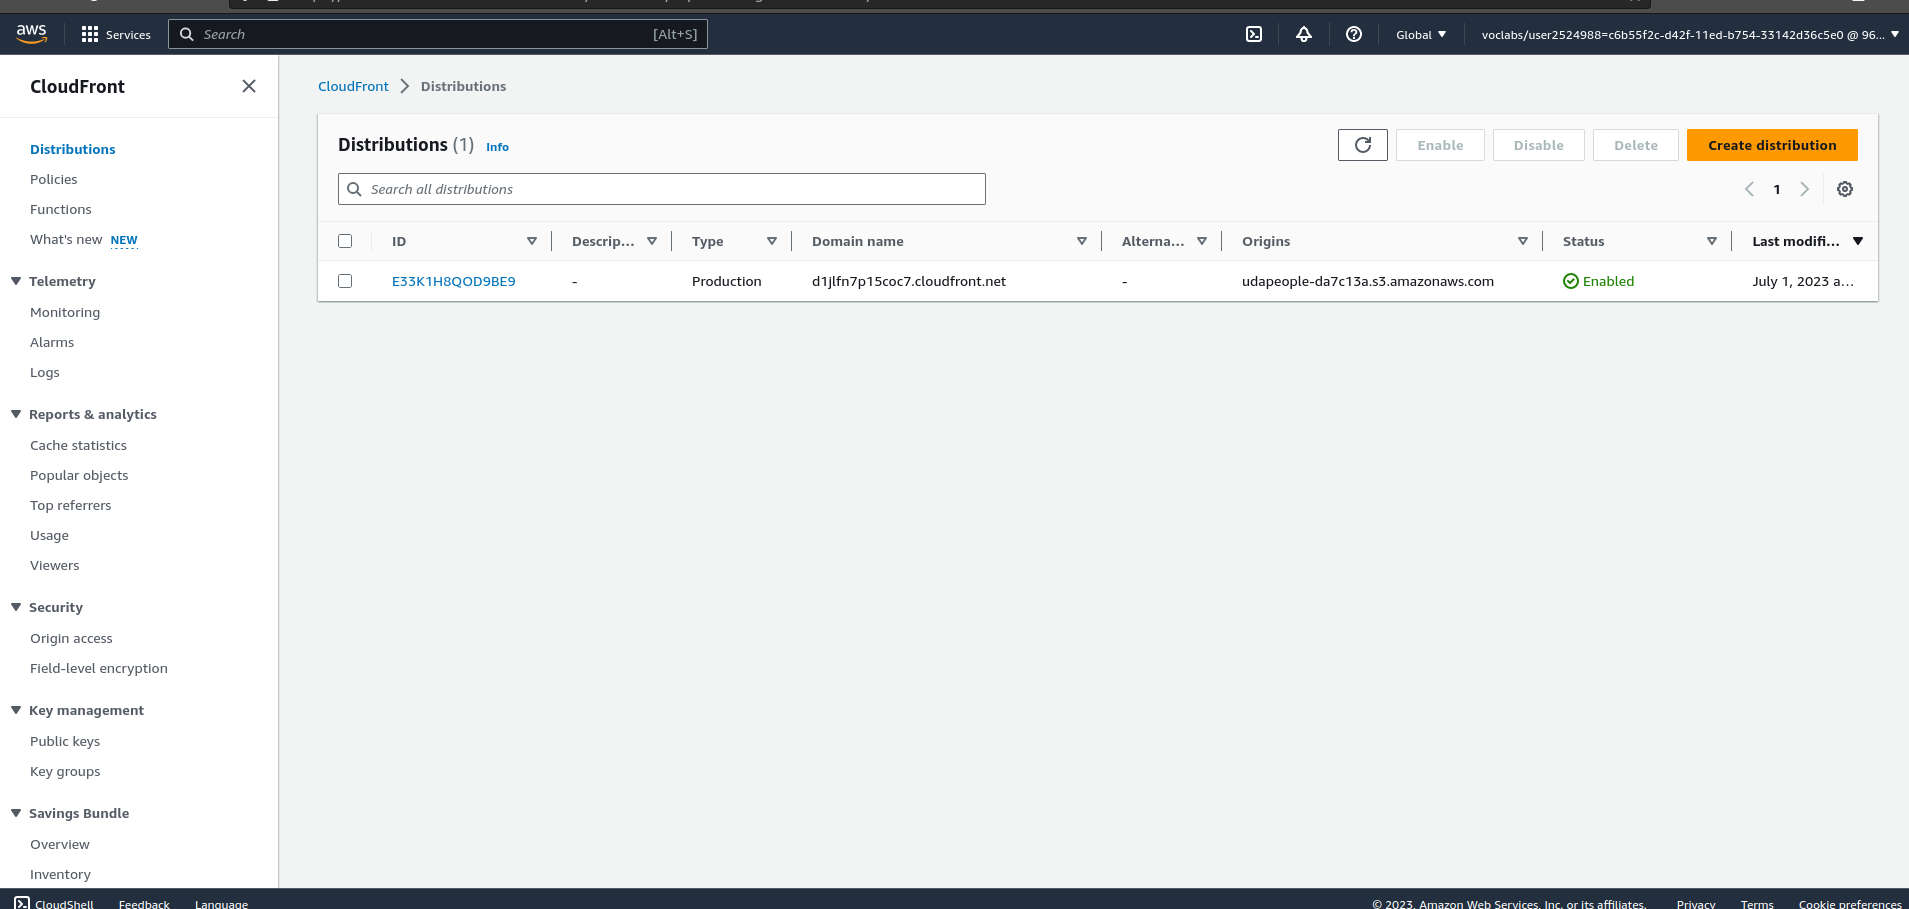 aws
Services
Search
[Alt+S]
Global
voclabs/user2524988=c6b55f2c-d42f-11ed-b754-33142d36c5e0 @ 96...
CloudFront
Distributions
Policies
Functions
What's new NEW
Telemetry
Monitoring
Alarms
Logs
Reports & analytics
Cache statistics
Popular objects
Top referrers
Usage
Viewers
Security
Origin access
Field-level encryption
Key management
Public keys
Key groups
Savings Bundle
Overview
Inventory
CloudFront
Distributions
Distributions (1) Info
Enable
Disable
Delete
Create distribution
Search all distributions
1
ID Descrip... Type Domain name Alterna... Origins Status Last modifi...
E33K1H8QOD9BE9 - Production d1jlfn7p15coc7.cloudfront.net - udapeople-da7c13a.s3.amazonaws.com Enabled July 1, 2023 a...
CloudShell Feedback Language
© 2023, Amazon Web Services, Inc. or its affiliates. Privacy Terms Cookie preferences